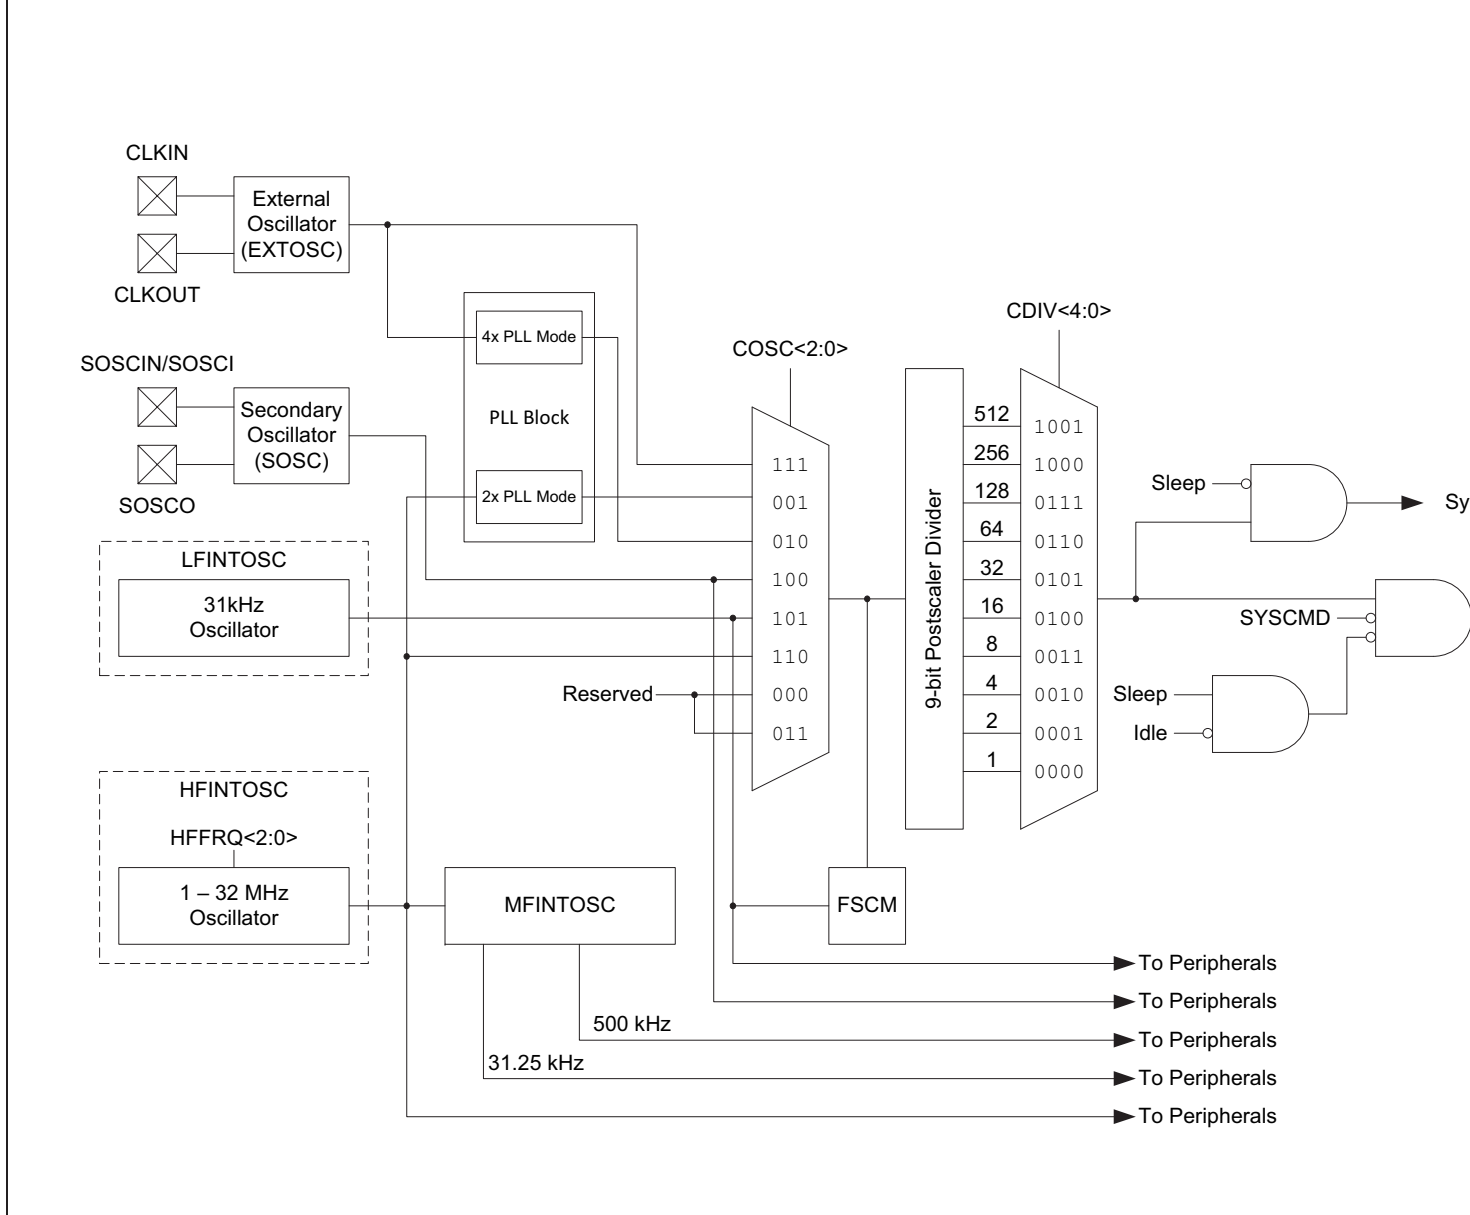 CLKIN
External
Oscillator
(EXTOSC)
CLKOUT
CDIV<4:0>
4x PLL Mode
COSC<2:0>
SOSCIN/SOSCI
Secondary
Oscillator
(SOSC)
SOSCO
PLL Block
2x PLL Mode
111
001
010
100
101
110
000
011
Reserved
9-bit Postscaler Divider
512
256
128
64
32
16
8
4
2
1
1001
1000
0111
0110
0101
0100
0011
0010
0001
0000
Sleep
Sy
SYSCMD
Sleep
Idle
LFINTOSC
31kHz
Oscillator
HFINTOSC
HFFRQ<2:0>
1 – 32 MHz
Oscillator
MFINTOSC
FSCM
To Peripherals
To Peripherals
500 kHz
To Peripherals
31.25 kHz
To Peripherals
To Peripherals